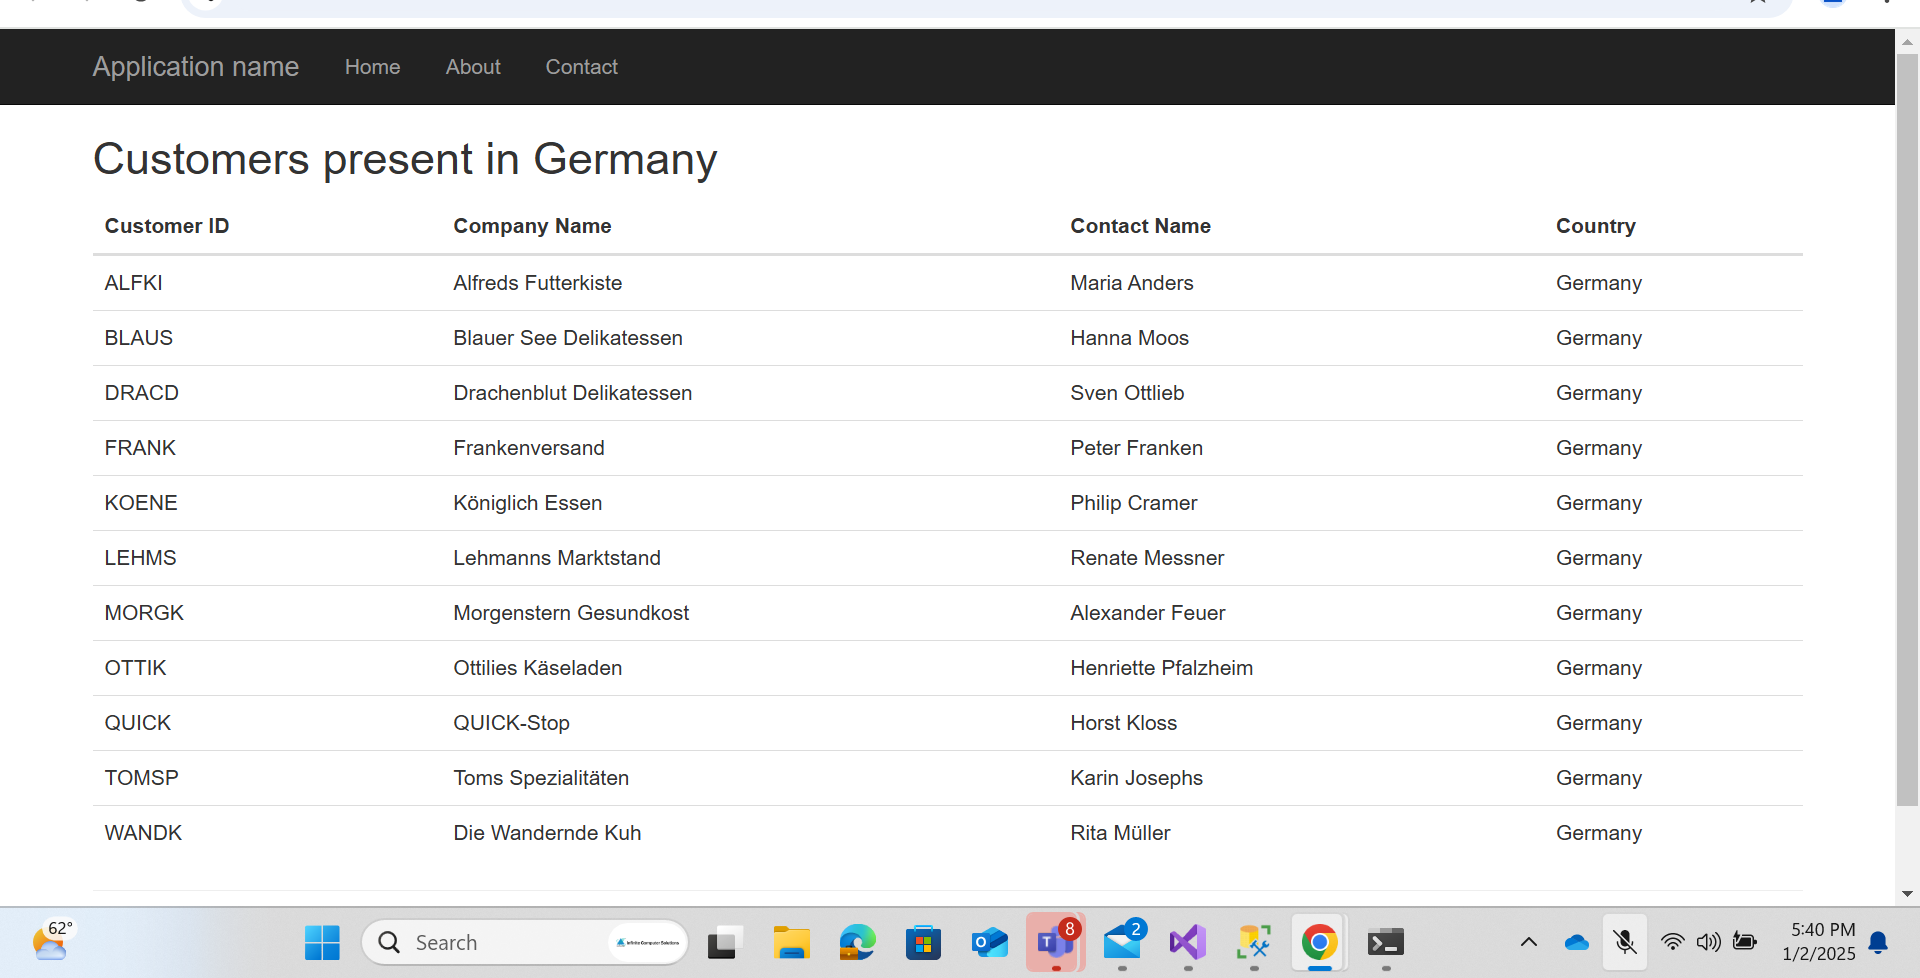 Application name Home About Contact
Customers present in Germany
Customer ID Company Name Contact Name Country
ALFKI Alfreds Futterkiste Maria Anders Germany
BLAUS Blauer See Delikatessen Hanna Moos Germany
DRACD Drachenblut Delikatessen Sven Ottlieb Germany
FRANK Frankenversand Peter Franken Germany
KOENE Königlich Essen Philip Cramer Germany
LEHMS Lehmanns Marktstand Renate Messner Germany
MORGK Morgenstern Gesundkost Alexander Feuer Germany
OTTIK Ottilies Käseladen Henriette Pfalzheim Germany
QUICK QUICK-Stop Horst Kloss Germany
TOMSP Toms Spezialitäten Karin Josephs Germany
WANDK Die Wandernde Kuh Rita Müller Germany
62° Search Infinite Computer Solutions 8 2 5:40 PM
1/2/2025